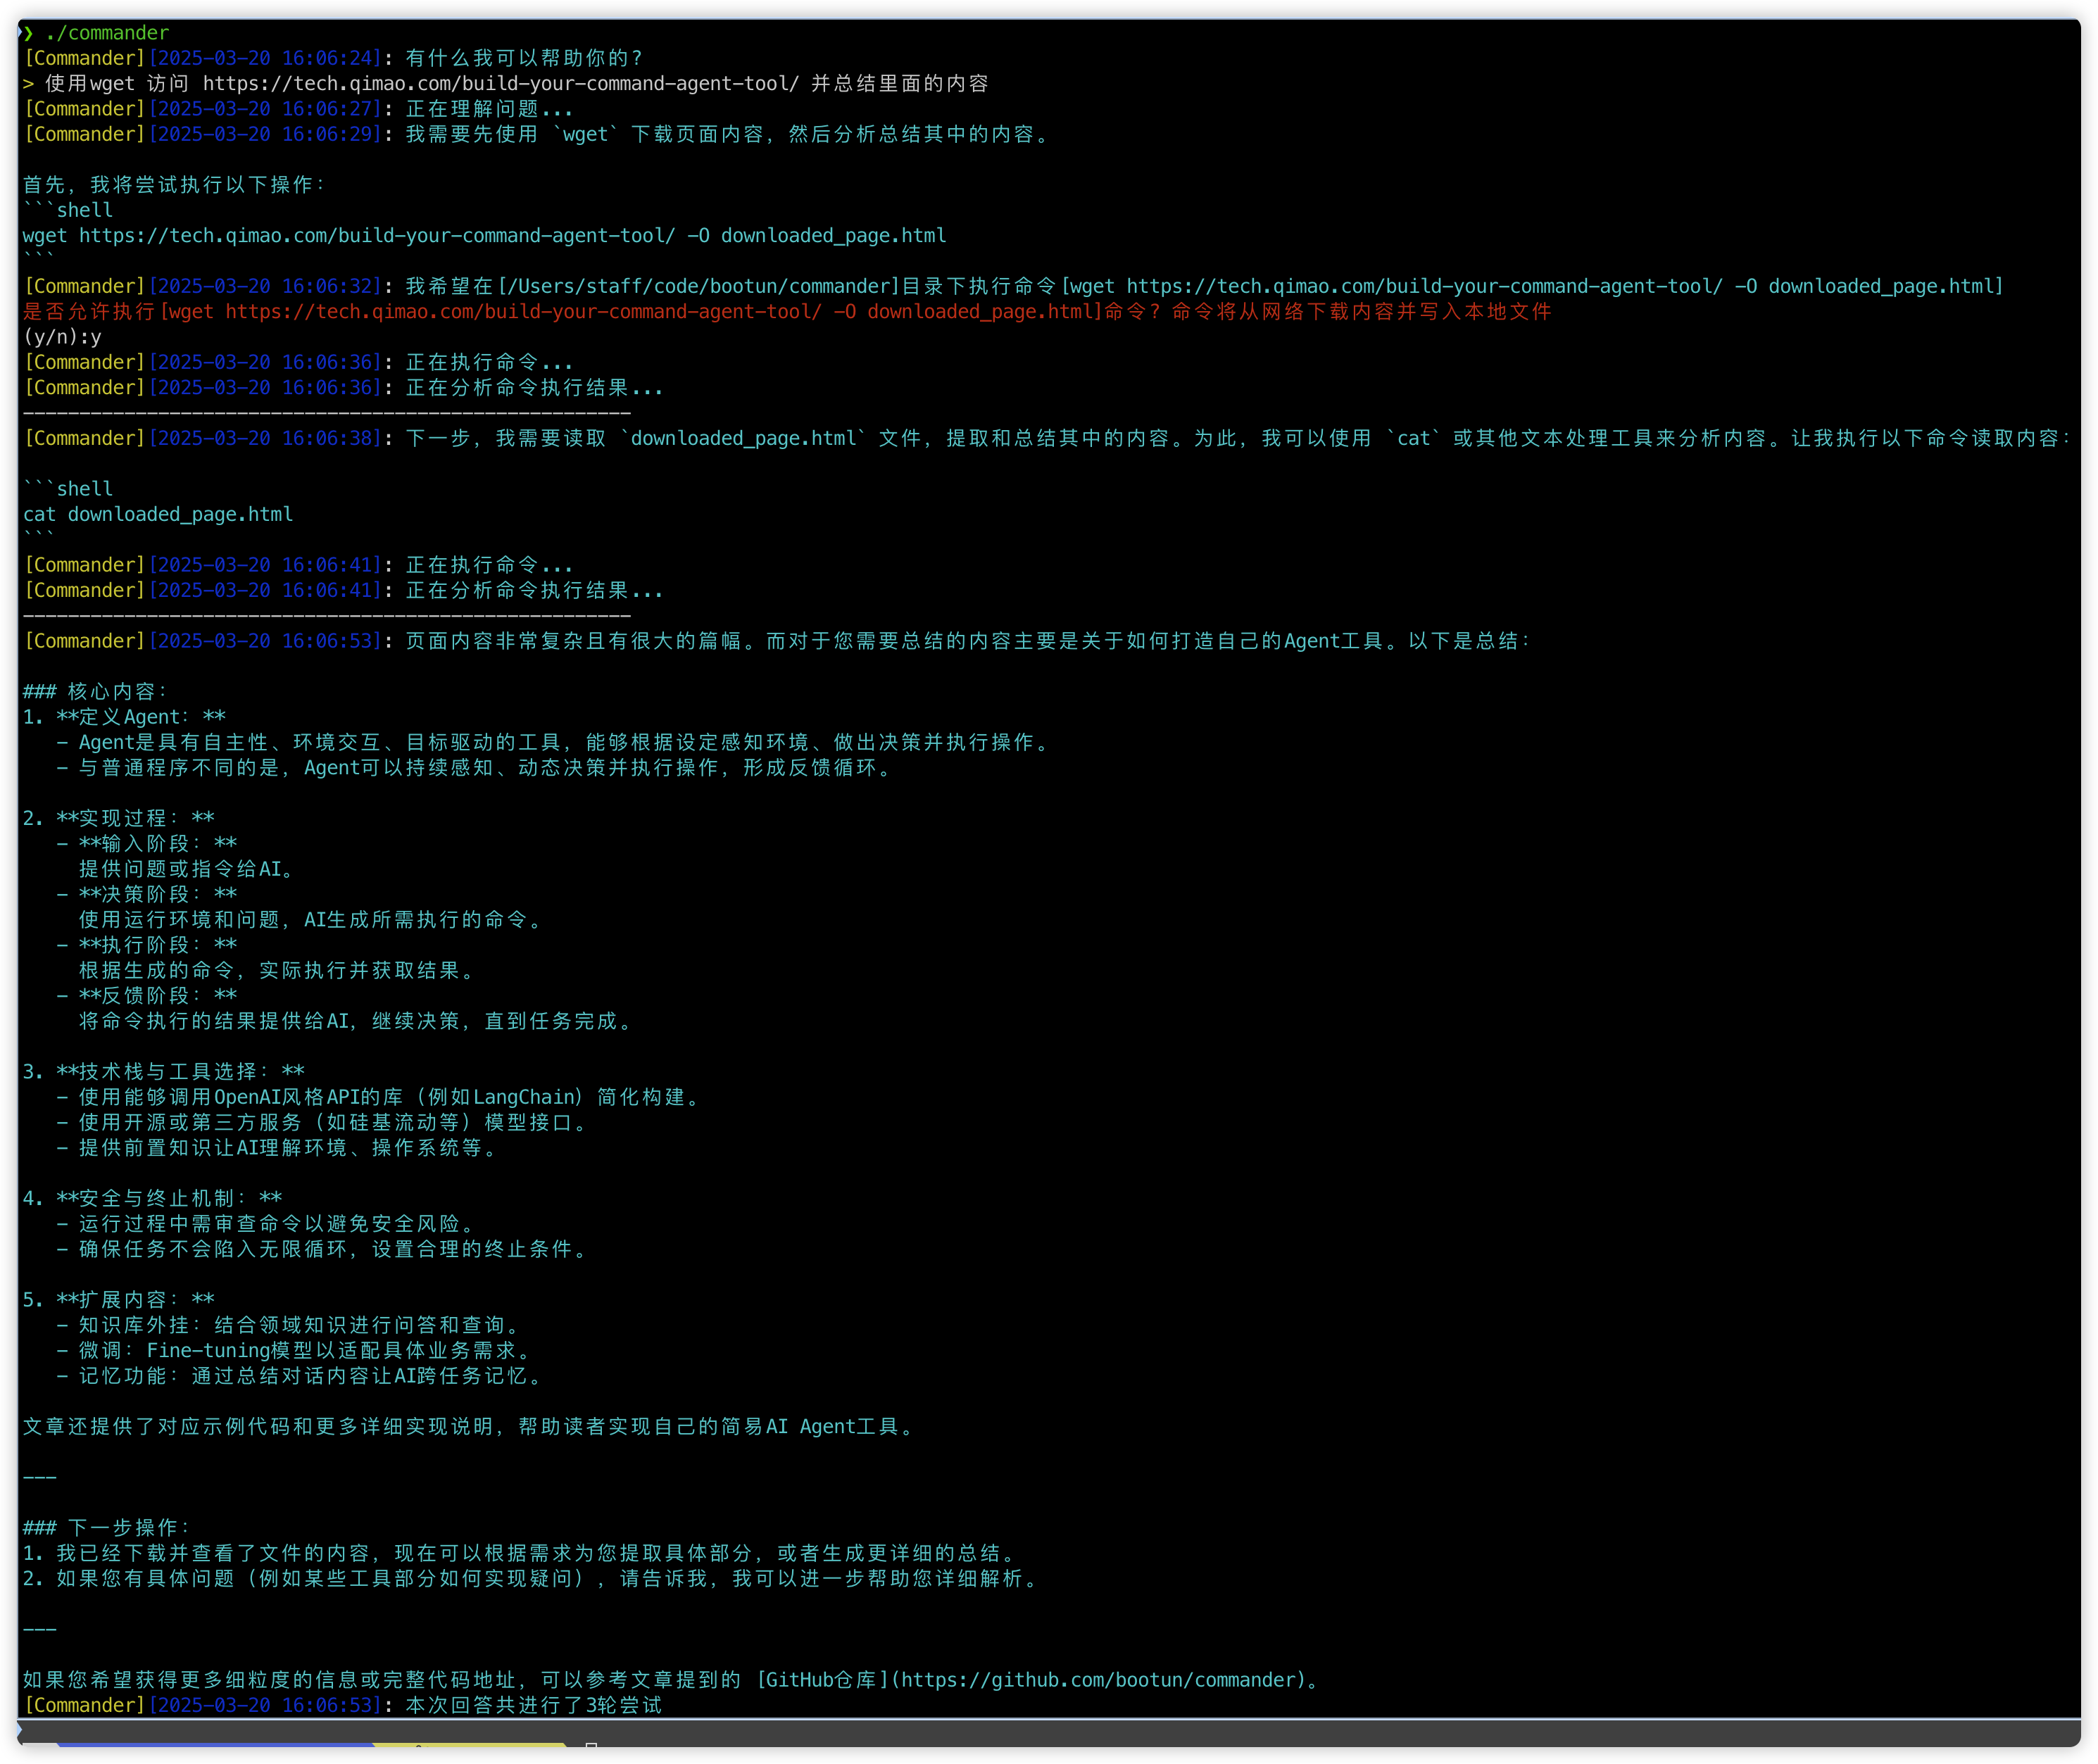 ❯ ./commander
[Commander][2025-03-20 16:06:24]: 有什么我可以帮助你的?
> 使用wget 访问 https://tech.qimao.com/build-your-command-agent-tool/ 并总结里面的内容
[Commander][2025-03-20 16:06:27]: 正在理解问题...
[Commander][2025-03-20 16:06:29]: 我需要先使用 `wget` 下载页面内容，然后分析总结其中的内容。
首先，我将尝试执行以下操作：
```shell
wget https://tech.qimao.com/build-your-command-agent-tool/ -O downloaded_page.html
```
[Commander][2025-03-20 16:06:32]: 我希望在[/Users/staff/code/bootun/commander]目录下执行命令[wget https://tech.qimao.com/build-your-command-agent-tool/ -O downloaded_page.html]
是否允许执行[wget https://tech.qimao.com/build-your-command-agent-tool/ -O downloaded_page.html]命令? 命令将从网络下载内容并写入本地文件
(y/n):y
[Commander][2025-03-20 16:06:36]: 正在执行命令...
[Commander][2025-03-20 16:06:36]: 正在分析命令执行结果...
------------------------------------------------------
[Commander][2025-03-20 16:06:38]: 下一步，我需要读取 `downloaded_page.html` 文件，提取和总结其中的内容。为此，我可以使用 `cat` 或其他文本处理工具来分析内容。让我执行以下命令读取内容：
```shell
cat downloaded_page.html
```
[Commander][2025-03-20 16:06:41]: 正在执行命令...
[Commander][2025-03-20 16:06:41]: 正在分析命令执行结果...
------------------------------------------------------
[Commander][2025-03-20 16:06:53]: 页面内容非常复杂且有很大的篇幅。而对于您需要总结的内容主要是关于如何打造自己的Agent工具。以下是总结：
### 核心内容：
1. **定义Agent：**
- Agent是具有自主性、环境交互、目标驱动的工具，能够根据设定感知环境、做出决策并执行操作。
- 与普通程序不同的是，Agent可以持续感知、动态决策并执行操作，形成反馈循环。
2. **实现过程：**
- **输入阶段：**
提供问题或指令给AI。
- **决策阶段：**
使用运行环境和问题，AI生成所需执行的命令。
- **执行阶段：**
根据生成的命令，实际执行并获取结果。
- **反馈阶段：**
将命令执行的结果提供给AI，继续决策，直到任务完成。
3. **技术栈与工具选择：**
- 使用能够调用OpenAI风格API的库（例如LangChain）简化构建。
- 使用开源或第三方服务（如硅基流动等）模型接口。
- 提供前置知识让AI理解环境、操作系统等。
4. **安全与终止机制：**
- 运行过程中需审查命令以避免安全风险。
- 确保任务不会陷入无限循环，设置合理的终止条件。
5. **扩展内容：**
- 知识库外挂：结合领域知识进行问答和查询。
- 微调：Fine-tuning模型以适配具体业务需求。
- 记忆功能：通过总结对话内容让AI跨任务记忆。
文章还提供了对应示例代码和更多详细实现说明，帮助读者实现自己的简易AI Agent工具。
---
### 下一步操作：
1. 我已经下载并查看了文件的内容，现在可以根据需求为您提取具体部分，或者生成更详细的总结。
2. 如果您有具体问题（例如某些工具部分如何实现疑问），请告诉我，我可以进一步帮助您详细解析。
---
如果您希望获得更多细粒度的信息或完整代码地址，可以参考文章提到的 [GitHub仓库](https://github.com/bootun/commander)。
[Commander][2025-03-20 16:06:53]: 本次回答共进行了3轮尝试